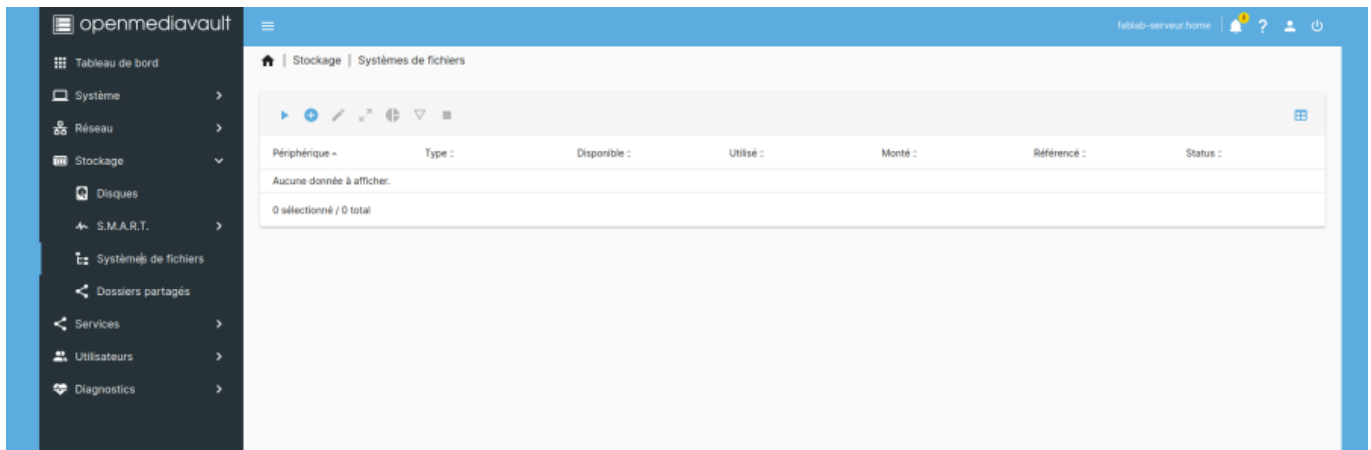 openmediavault
fablab-serveur.home
?
Tableau de bord
Système
Réseau
Stockage
Disques
S.M.A.R.T.
Systèmes de fichiers
Dossiers partagés
Services
Utilisateurs
Diagnostics
| Stockage | Systèmes de fichiers
Périphérique Type Disponible Utilisé Monté Référencé Status
Aucune donnée à afficher.
0 sélectionné / 0 total